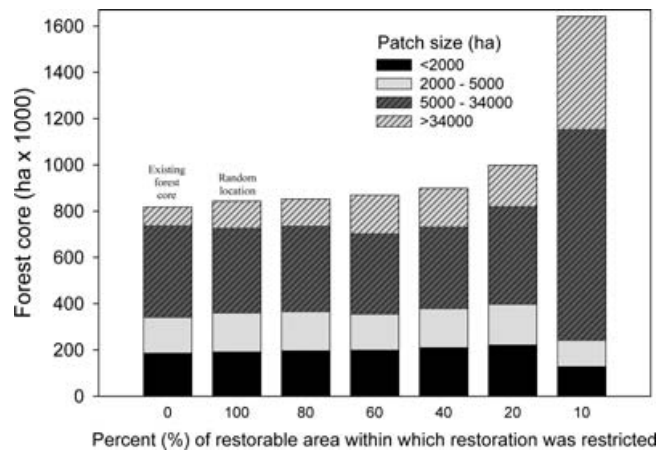 Forest core (ha x 1000)
1600
1400
1200
1000
800
600
400
200
0
Patch size (ha)
<2000
2000 - 5000
5000 - 34000
>34000
Existing
forest
core
Random
location
0 100 80 60 40 20 10
Percent (%) of restorable area within which restoration was restricted